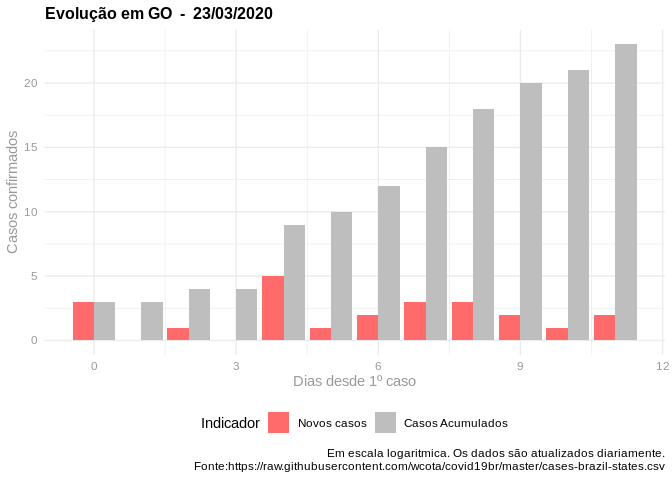 Evolução em GO  -  23/03/2020
Casos confirmados
20
15
10
5
0
0 3 6 9 12
Dias desde 1º caso
Indicador Novos casos Casos Acumulados
Em escala logaritmica. Os dados são atualizados diariamente.
Fonte:https://raw.githubusercontent.com/wcota/covid19br/master/cases-brazil-states.csv